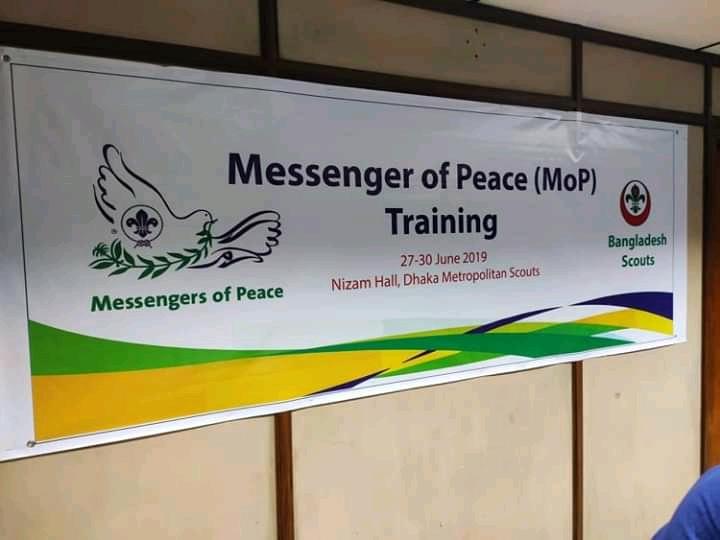 Messenger of Peace (MoP)
Training
27-30 June 2019
Nizam Hall, Dhaka Metropolitan Scouts
Messengers of Peace
Bangladesh
Scouts